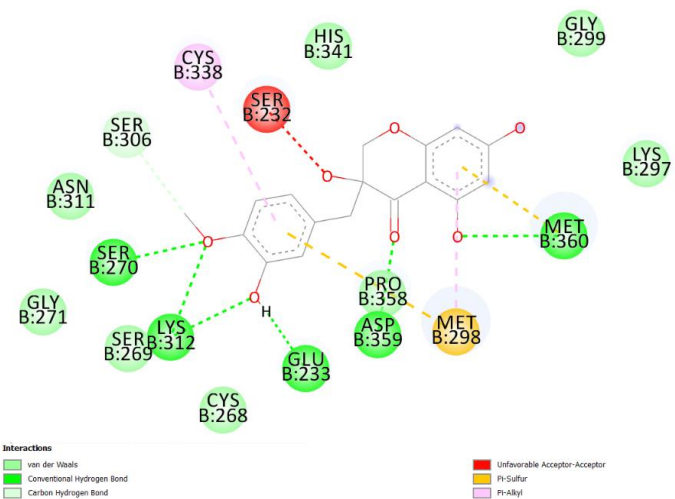 GLY
B:299
HIS
B:341
CYS
B:338
SER
B:232
SER
B:306
O
O
O
LYS
B:297
ASN
B:311
MET
B:360
O
O
O
SER
B:270
PRO
B:358
GLY
B:271
O
H
ASP
B:359
MET
B:298
SER
B:269
LYS
B:312
GLU
B:233
CYS
B:268
Interactions
van der Waals
Conventional Hydrogen Bond
Carbon Hydrogen Bond
Unfavorable Acceptor-Acceptor
Pi-Sulfur
Pi-Alkyl